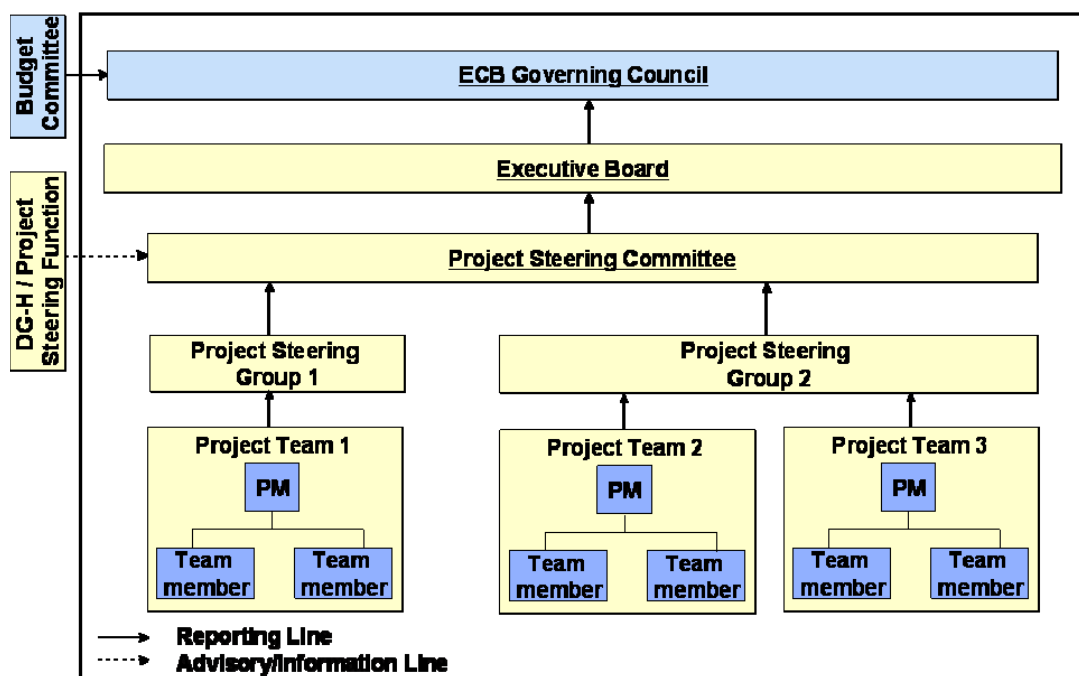 Budget
Committee
ECB Governing Council
Executive Board
DG-H / Project
Steering Function
Project Steering Committee
Project Steering
Group 1
Project Steering
Group 2
Project Team 1
PM
Team
member
Team
member
Project Team 2
PM
Team
member
Team
member
Project Team 3
PM
Team
member
Team
member
Reporting Line
Advisory/Information Line